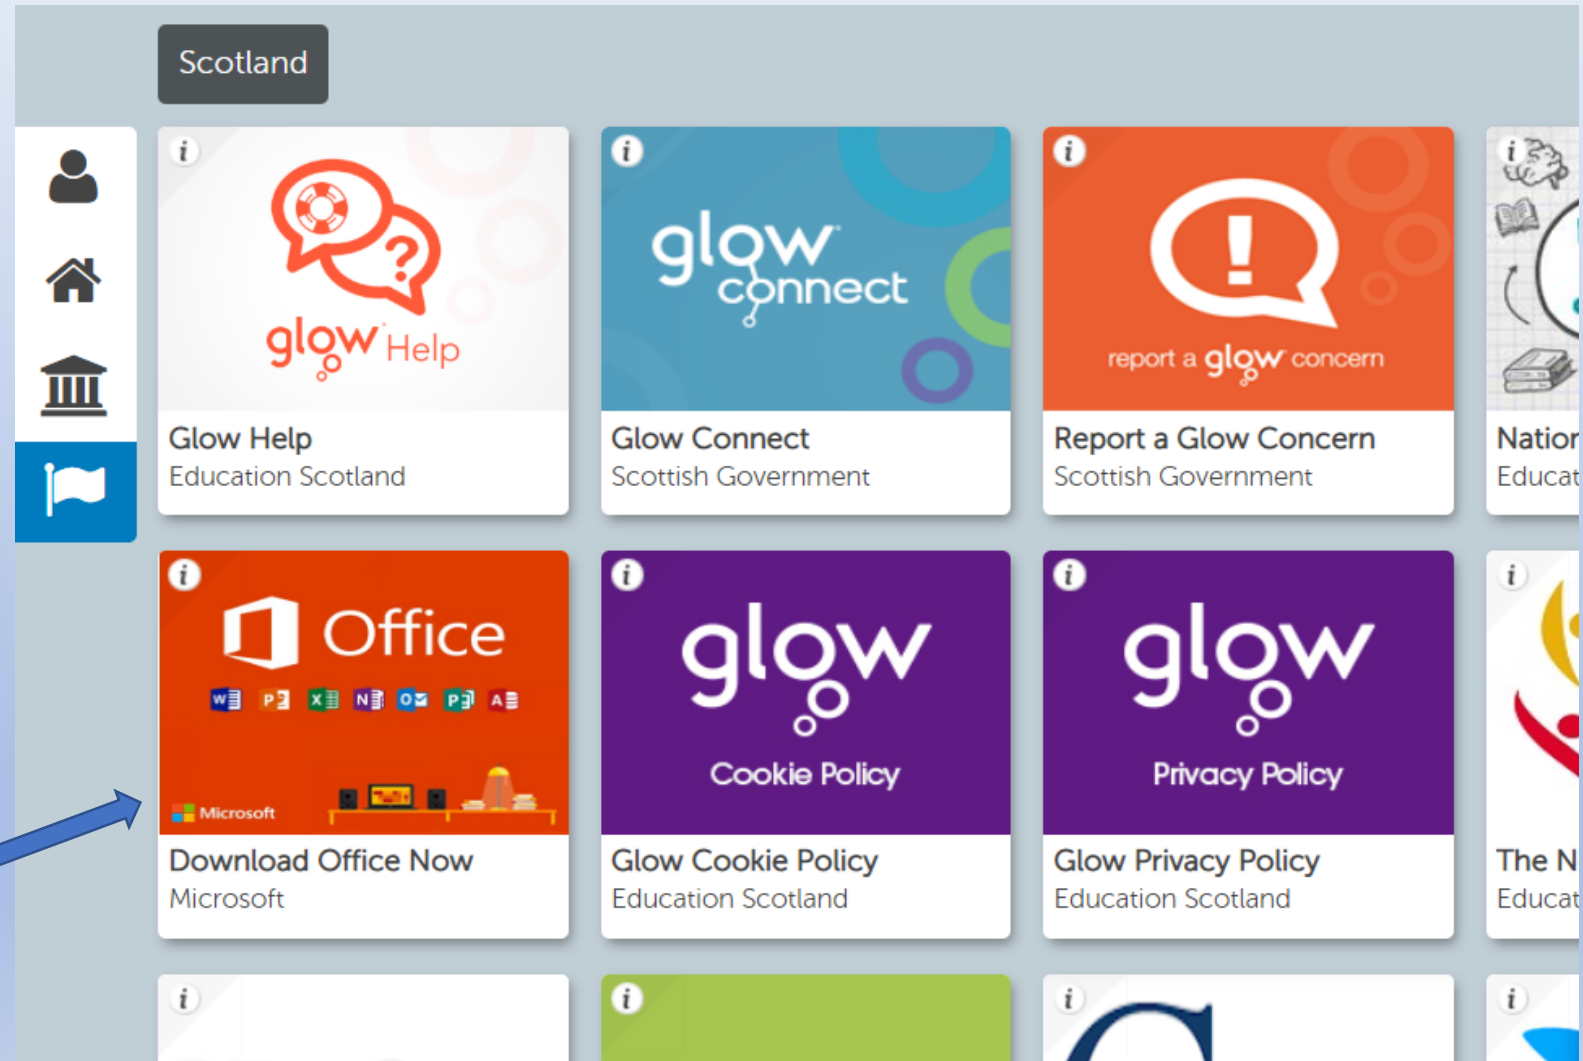 Scotland
glow Help
Glow Help
Education Scotland
glow connect
Glow Connect
Scottish Government
report a glow concern
Report a Glow Concern
Scottish Government
Office
Microsoft
Download Office Now
Microsoft
glow
Cookie Policy
Glow Cookie Policy
Education Scotland
glow
Privacy Policy
Glow Privacy Policy
Education Scotland
The N